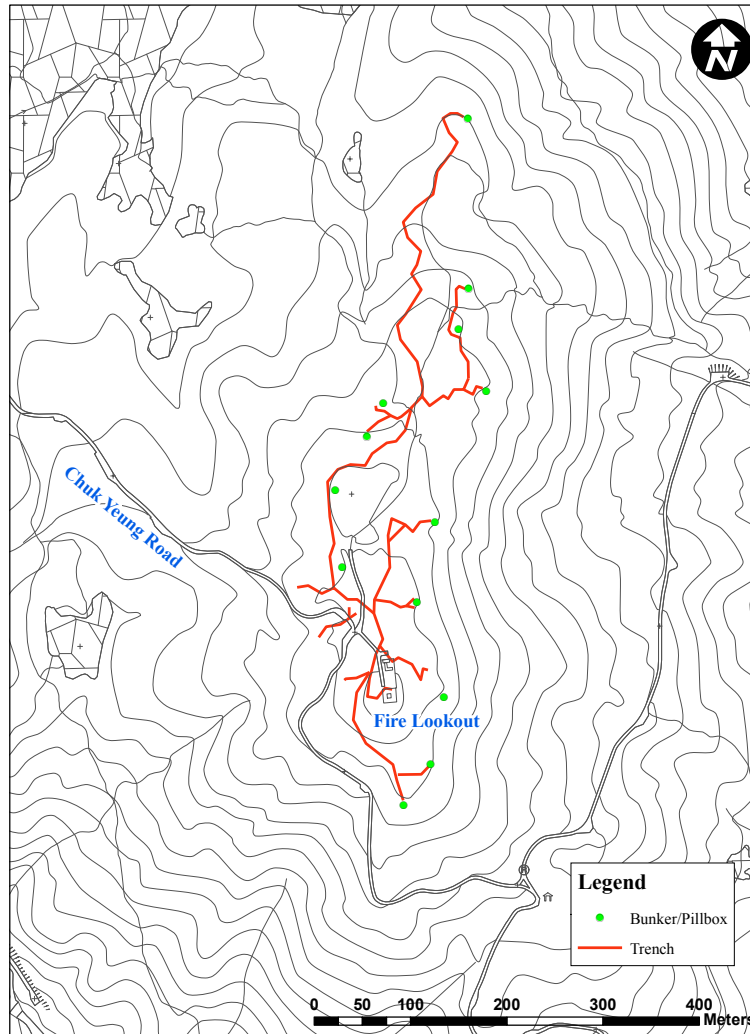 N
Chuk Yeung Road
Fire Lookout
Legend
Bunker/Pillbox
Trench
0 50 100 200 300 400
Meters